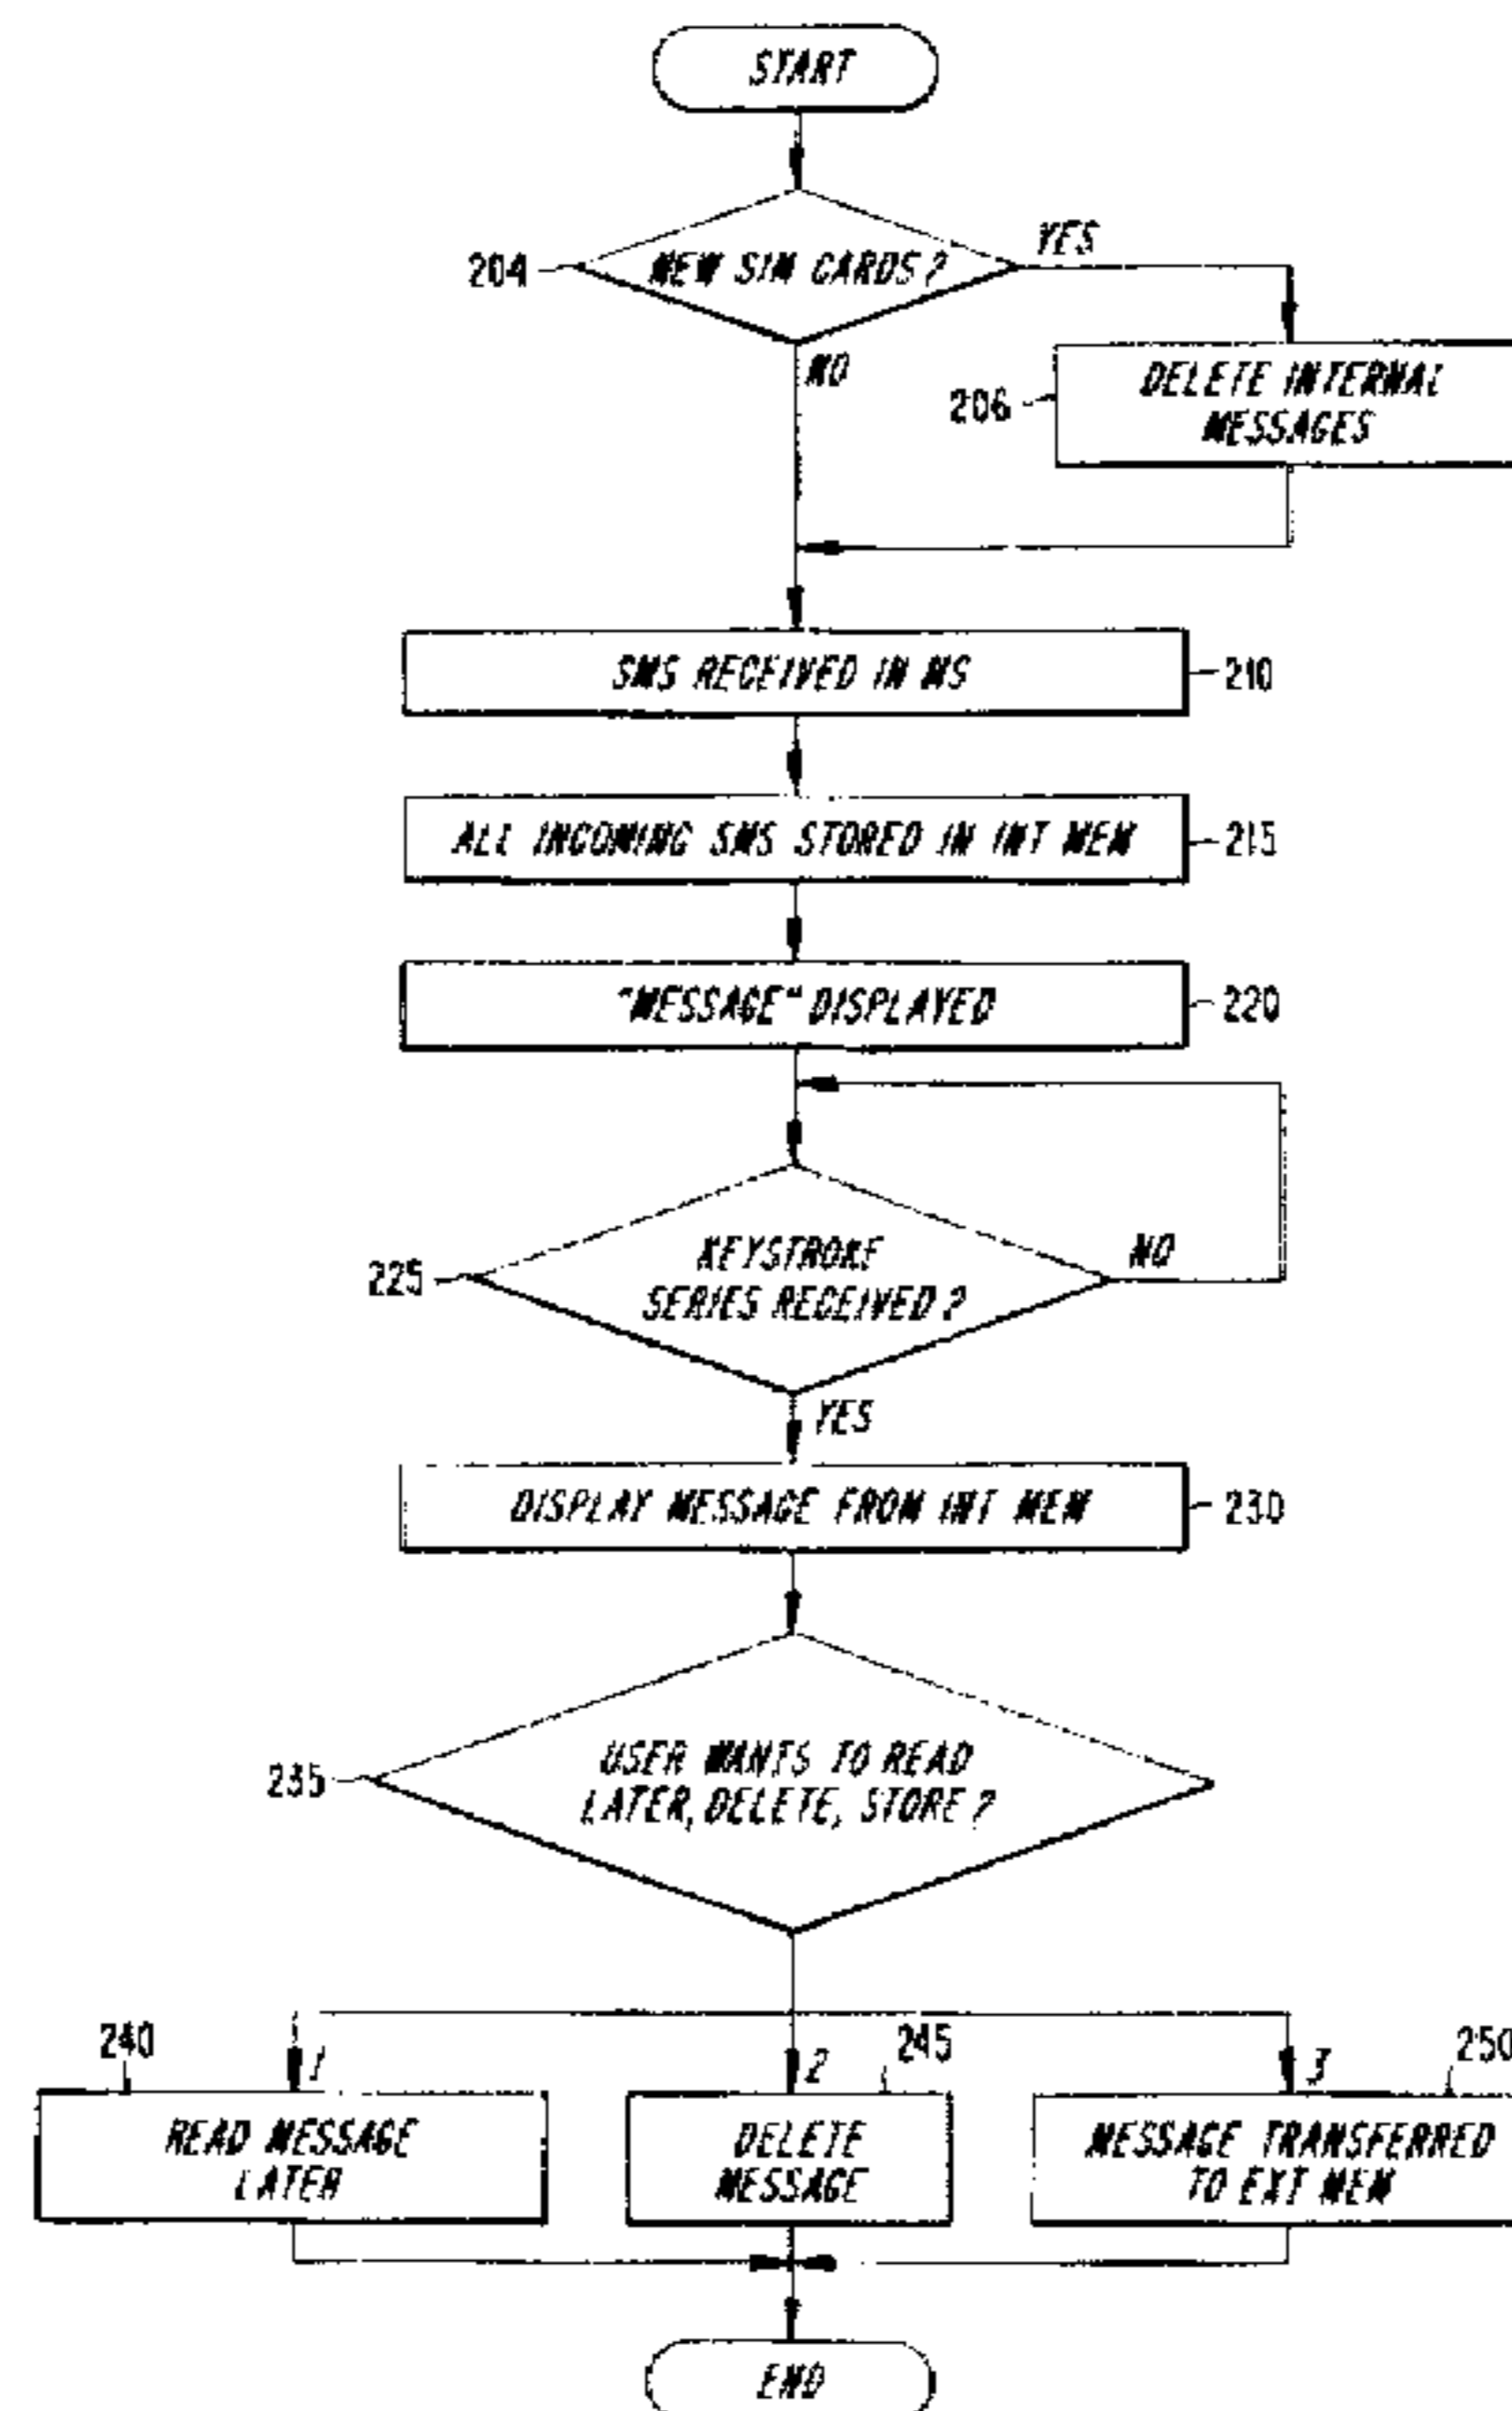 START
204
NEW SIM CARDS?
YES
NO
206
DELETE INTERNAL
MESSAGES
SMS RECEIVED IN MS
210
ALL INCOMING SMS STORED IN INT MEM
215
"MESSAGE" DISPLAYED
220
225
KEYSTROKE
SERIES RECEIVED?
NO
YES
DISPLAY MESSAGE FROM INT MEM
230
235
USER WANTS TO READ
LATER, DELETE, STORE?
240
1
2
245
3
250
READ MESSAGE
LATER
DELETE
MESSAGE
MESSAGE TRANSFERRED
TO EXT MEM
END